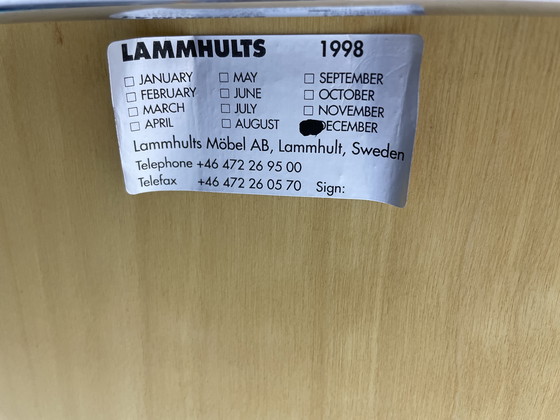 LAMMHULTS 1998
☐ JANUARY ☐ MAY ☐ SEPTEMBER
☐ FEBRUARY ☐ JUNE ☐ OCTOBER
☐ MARCH ☐ JULY ☐ NOVEMBER
☐ APRIL ☐ AUGUST DECEMBER
Lammhults Möbel AB, Lammhult, Sweden
Telephone +46 472 26 95 00
Telefax +46 472 26 05 70 Sign: